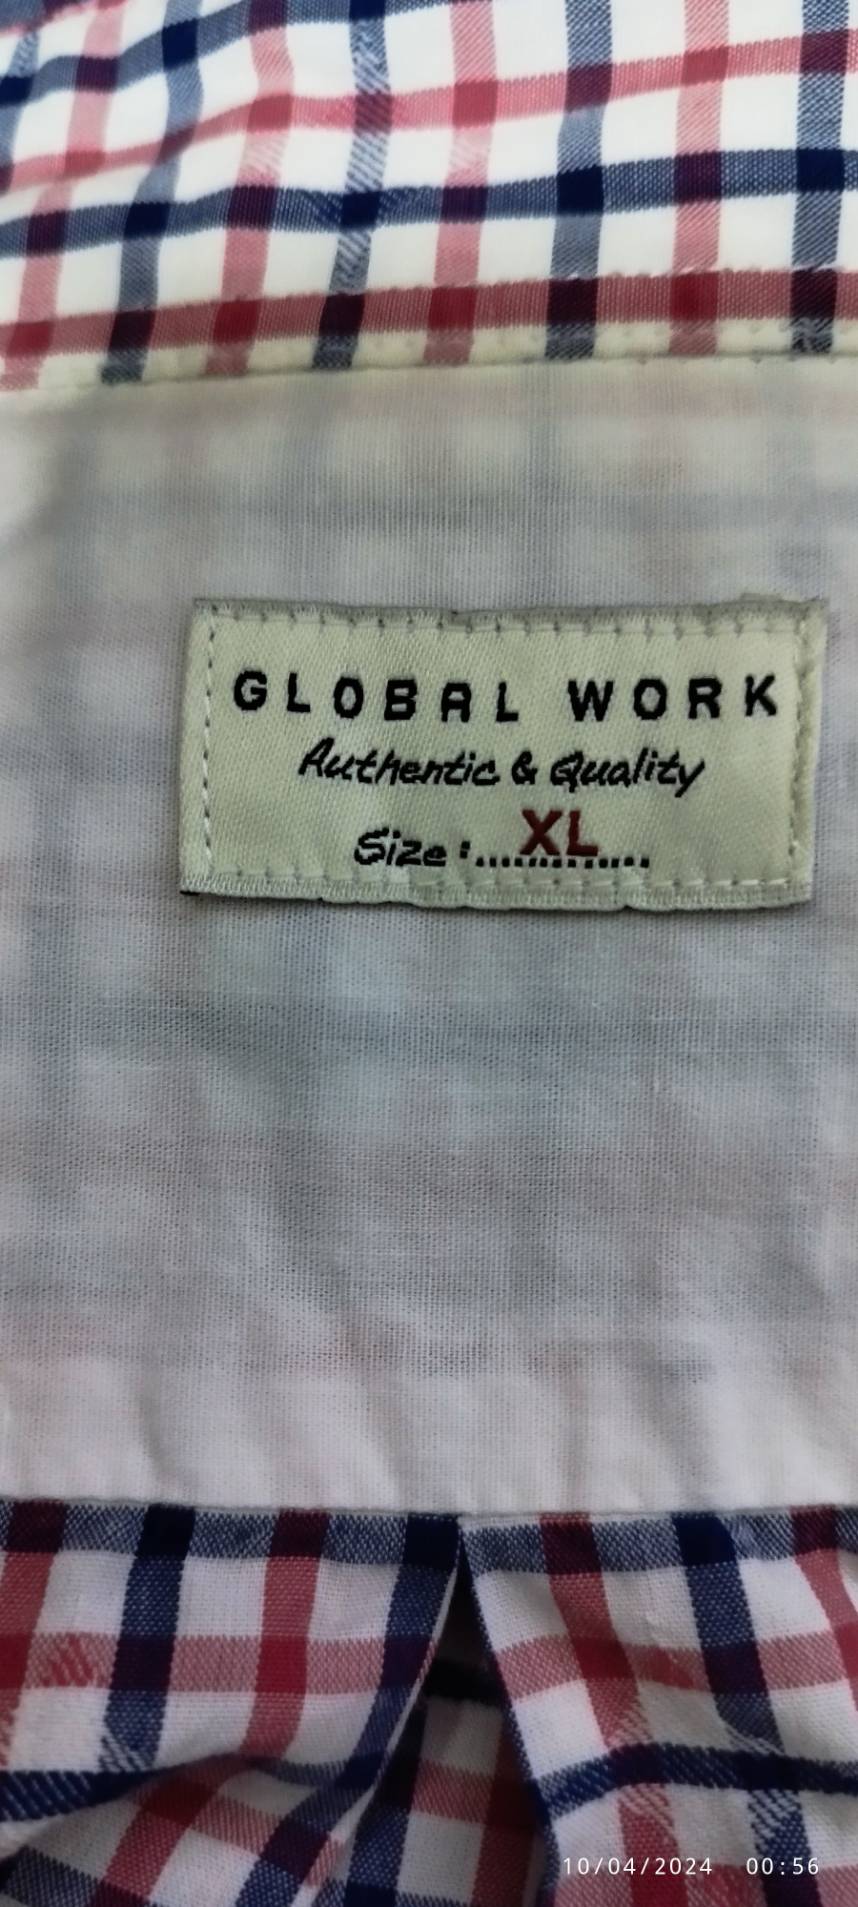 GLOBAL WORK
Authentic & Quality
Size:.....XL.....
10/04/2024 00:56